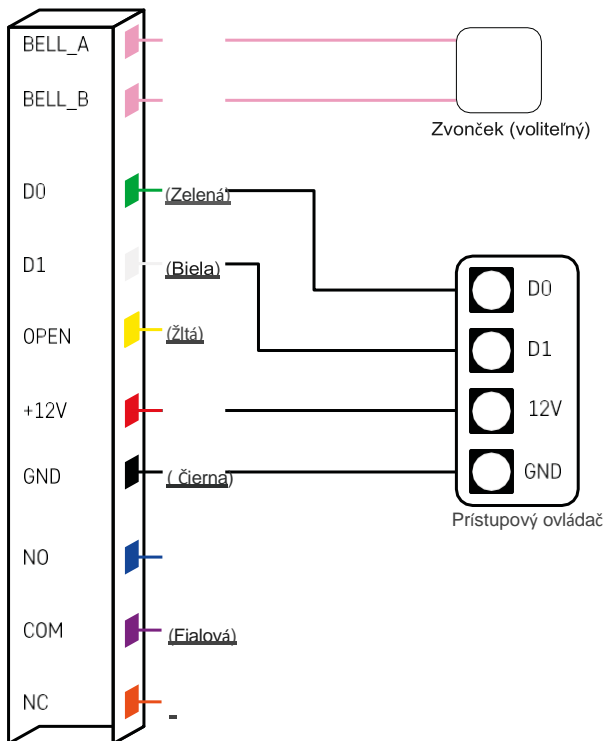 BELL_A
BELL_B
Zvonček (voliteľný)
D0
(Zelená)
D1
(Biela)
OPEN
(Žltá)
+12V
GND
( Čierna)
NO
COM
(Fialová)
NC
-
D0
D1
12V
GND
Prístupový ovládač